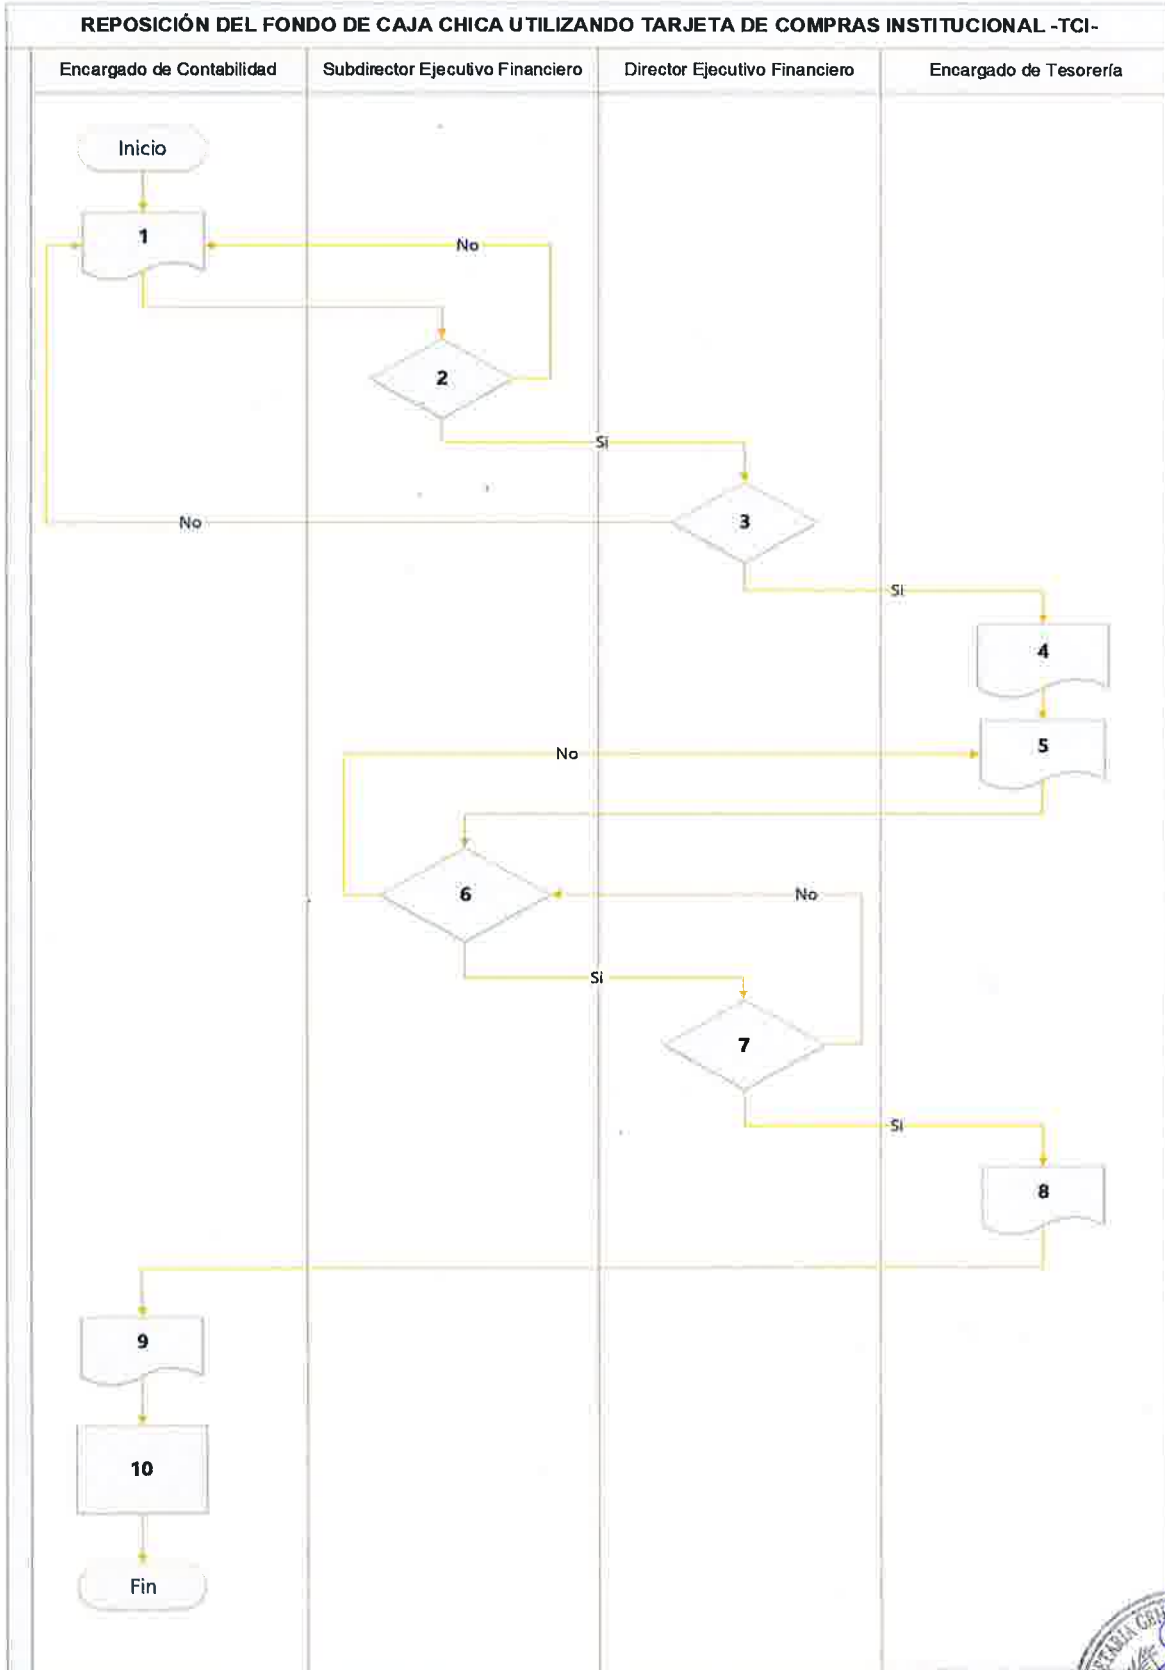 REPOSICIÓN DEL FONDO DE CAJA CHICA UTILIZANDO TARJETA DE COMPRAS INSTITUCIONAL -TCI-
Encargado de Contabilidad
Subdirector Ejecutivo Financiero
Director Ejecutivo Financiero
Encargado de Tesorería
Inicio
1
No
2
Si
No
3
Si
4
No
5
6
No
Si
7
Si
8
9
10
Fin